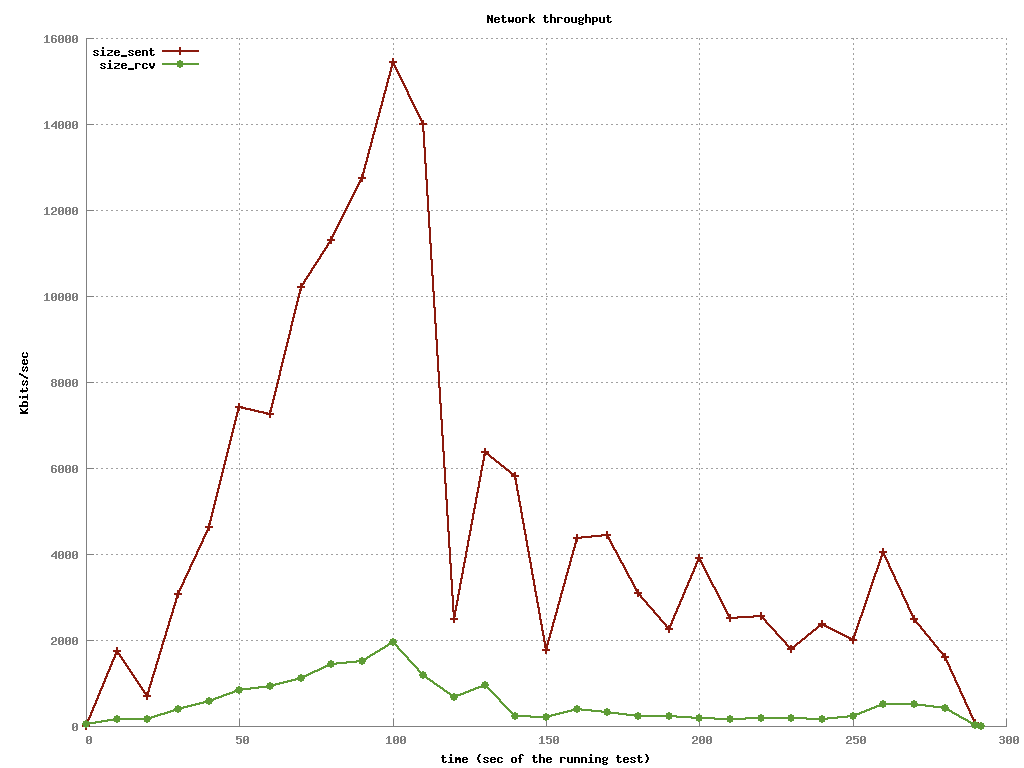 Network throughput
16000
size_sent
size_rcv
14000
12000
10000
8000
Kbits/sec
6000
4000
2000
0
0 50 100 150 200 250 300
time (sec of the running test)